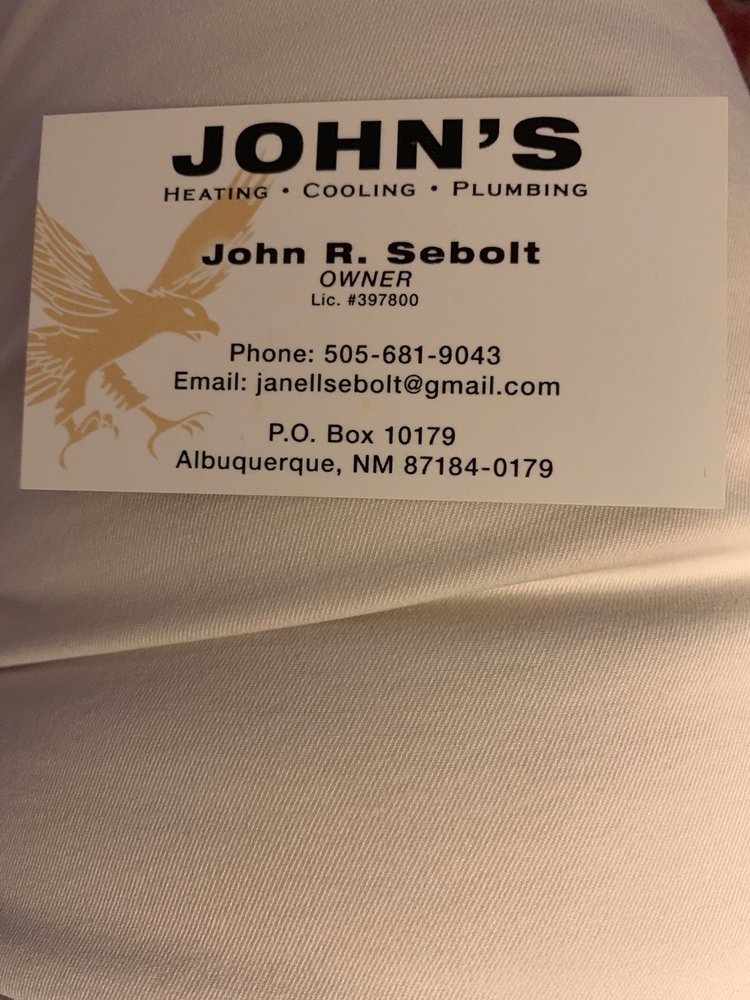 JOHN'S
HEATING • COOLING • PLUMBING
John R. Sebolt
OWNER
Lic. #397800
Phone: 505-681-9043
Email: janellsebolt@gmail.com
P.O. Box 10179
Albuquerque, NM 87184-0179